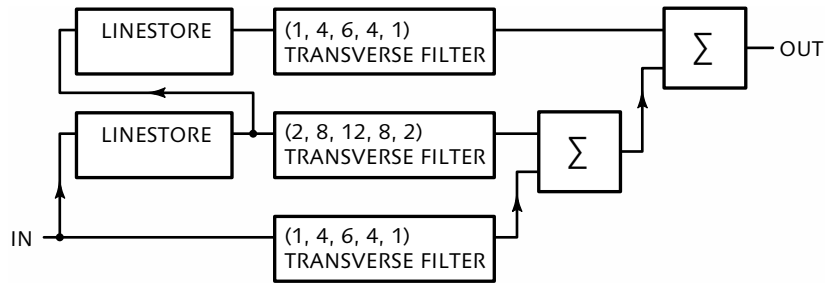 LINESTORE
(1, 4, 6, 4, 1)
TRANSVERSE FILTER
Σ
OUT
LINESTORE
(2, 8, 12, 8, 2)
TRANSVERSE FILTER
Σ
IN
(1, 4, 6, 4, 1)
TRANSVERSE FILTER